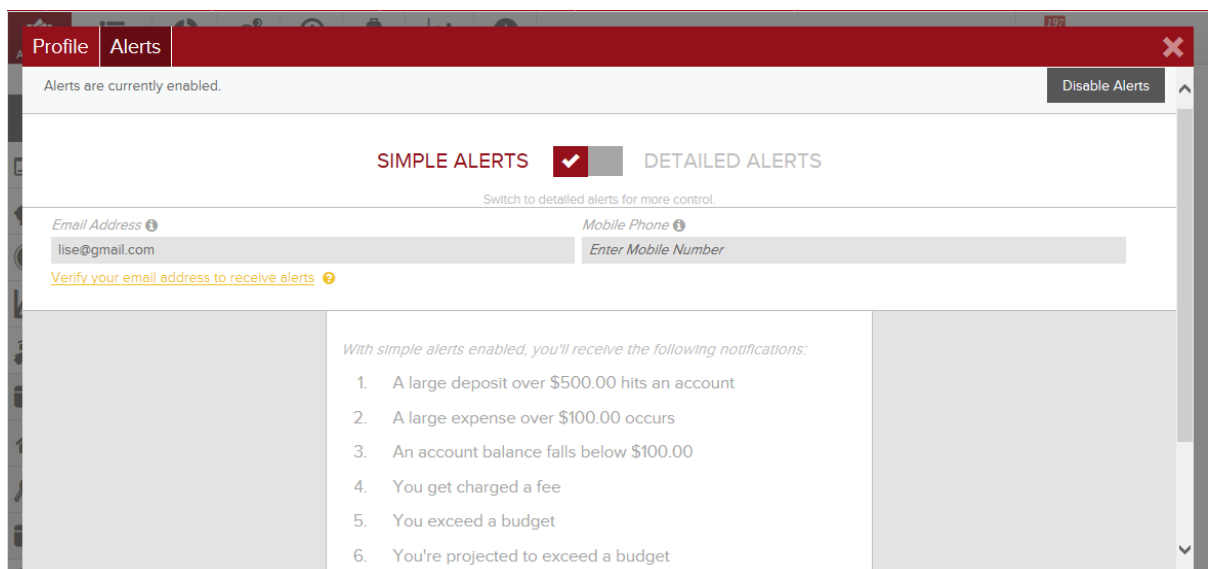 197
Profile Alerts
Alerts are currently enabled.
Disable Alerts
SIMPLE ALERTS DETAILED ALERTS
Switch to detailed alerts for more control.
Email Address Mobile Phone
lise@gmail.com Enter Mobile Number
Verify your email address to receive alerts
With simple alerts enabled, you'll receive the following notifications:
1. A large deposit over $500.00 hits an account
2. A large expense over $100.00 occurs
3. An account balance falls below $100.00
4. You get charged a fee
5. You exceed a budget
6. You're projected to exceed a budget